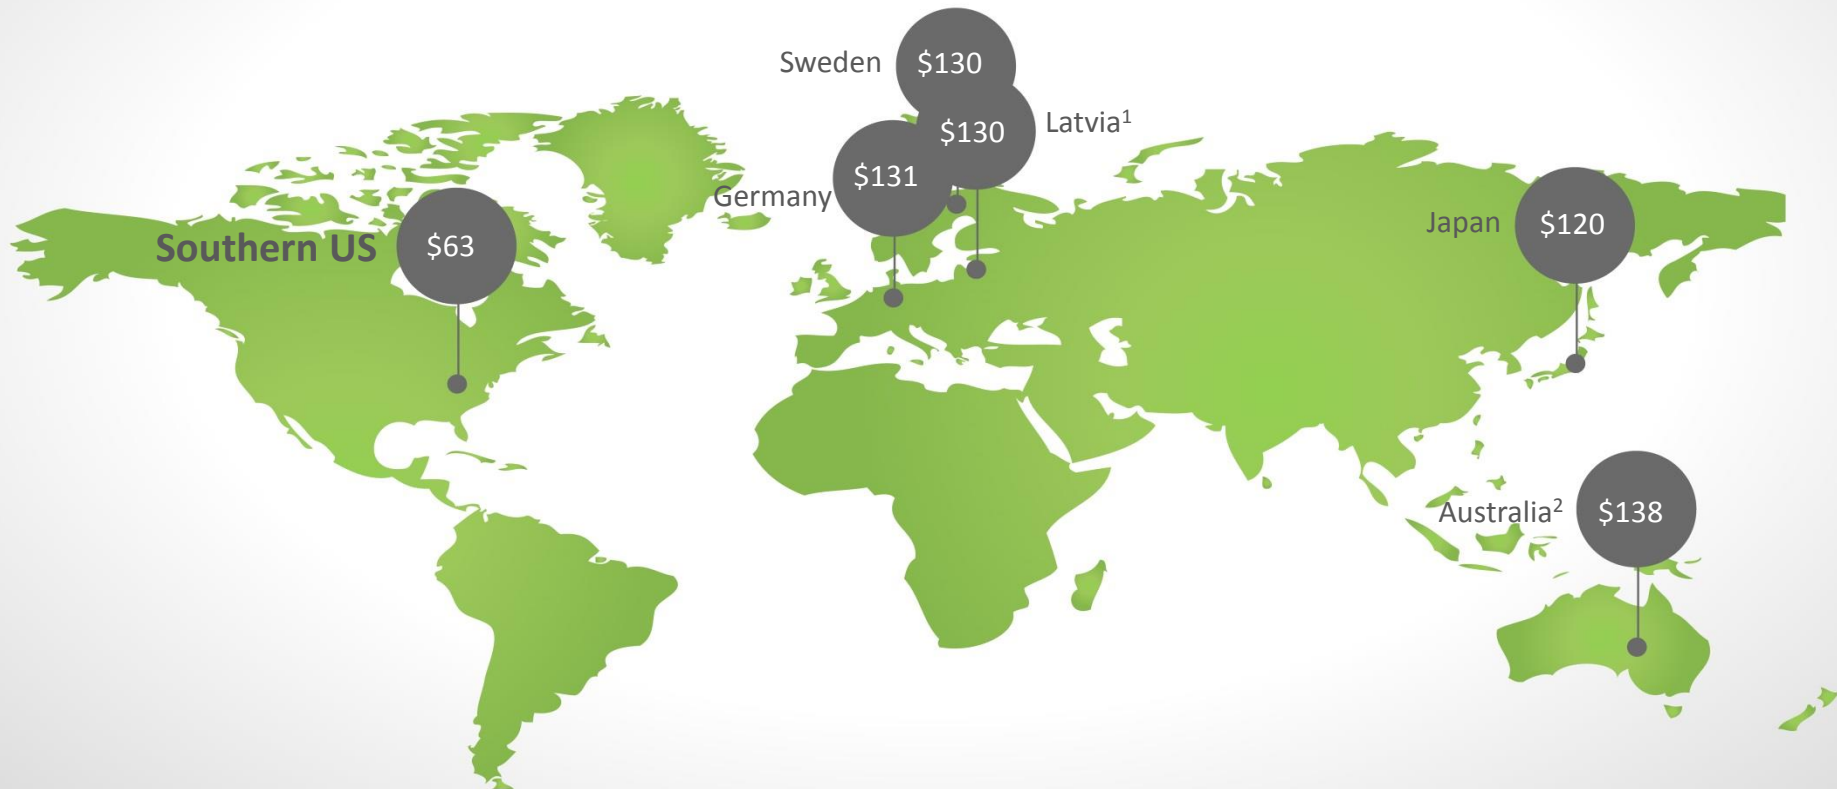 Sweden $130
$130 Latvia¹
Germany $131
Southern US $63
Japan $120
Australia² $138